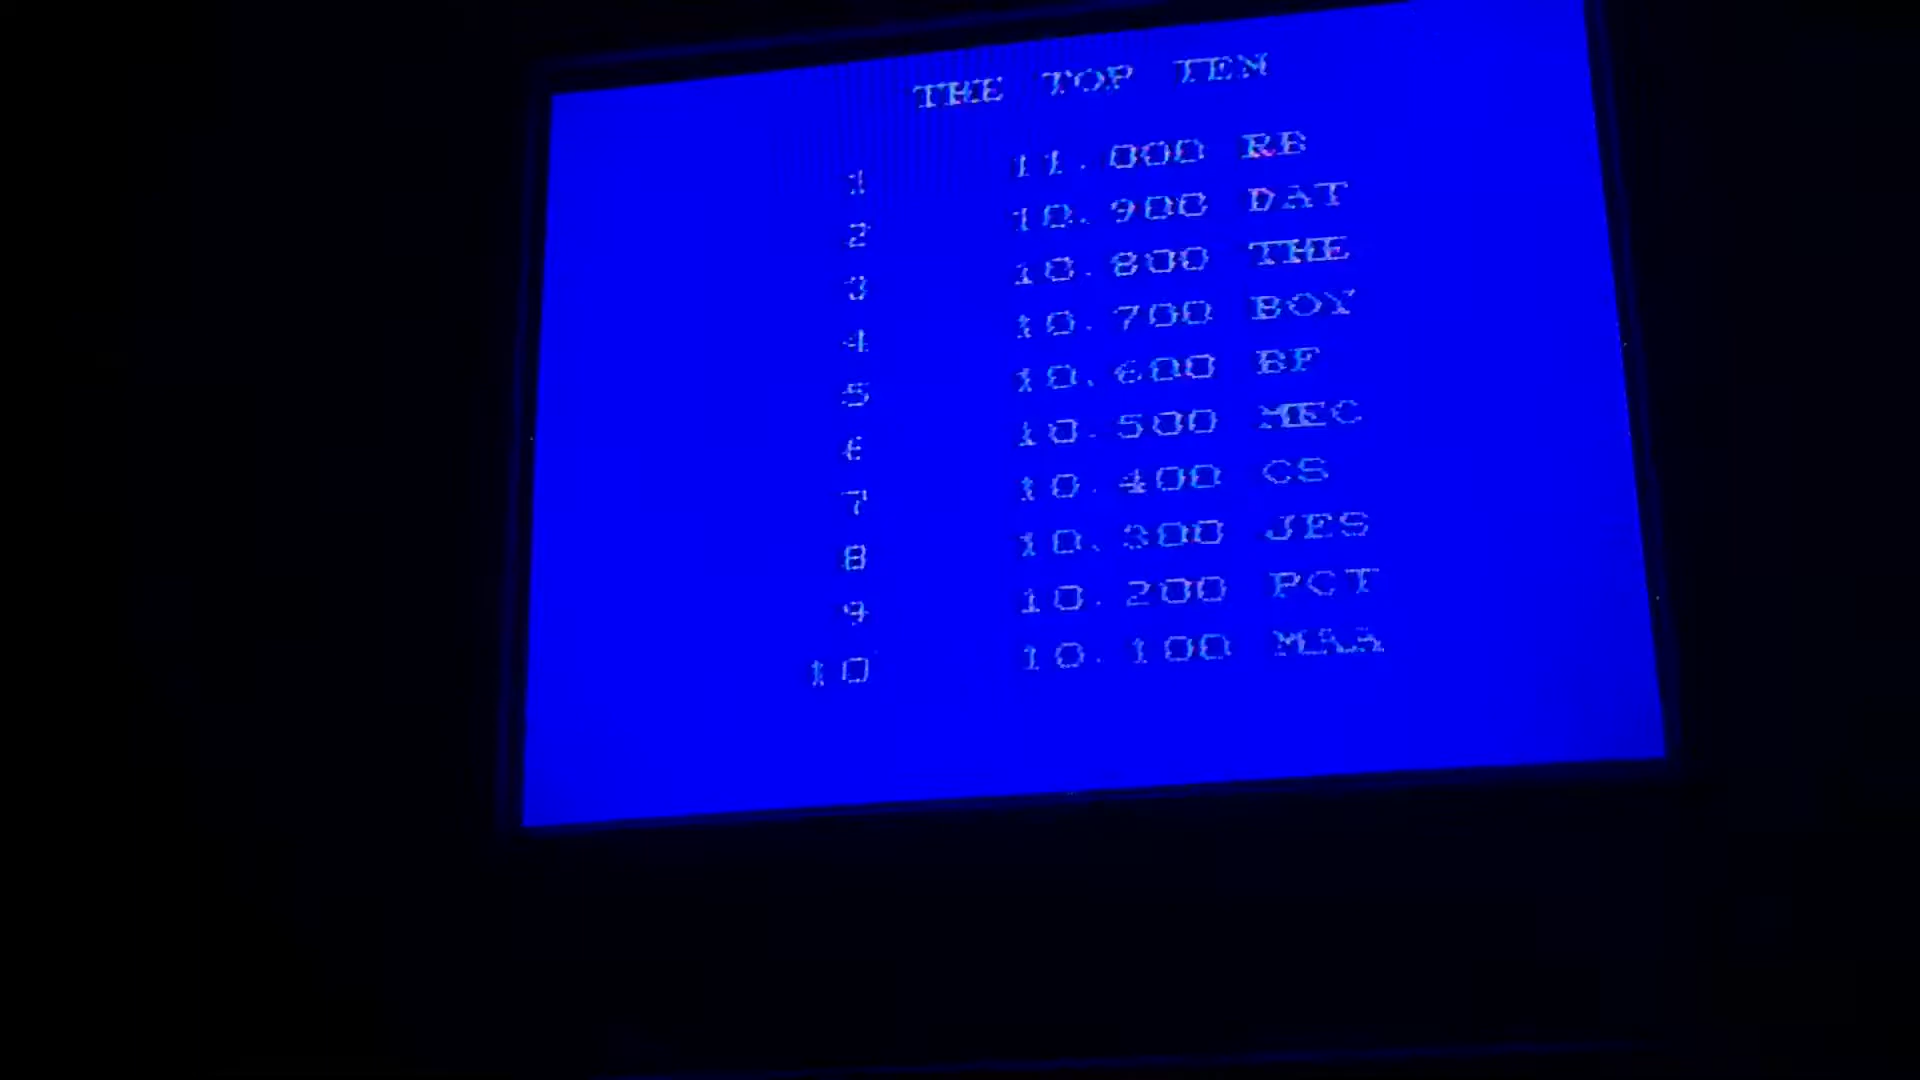 THE TOP TEN
1 11.000 RB
2 10.900 DAT
3 10.800 THE
4 10.700 BOY
5 10.600 BF
6 10.500 MEC
7 10.400 CS
8 10.300 JES
9 10.200 PCT
10 10.100 MAA